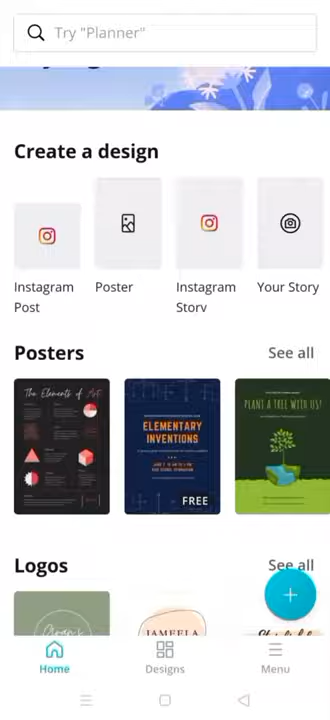 Try "Planner"
Create a design
Instagram Post
Poster
Instagram Story
Your Story
Posters
See all
The Elements of Art
ELEMENTARY
INVENTIONS
FREE
PLANT A TREE WITH US!
Logos
See all
JAMEELA
Home
Designs
Menu